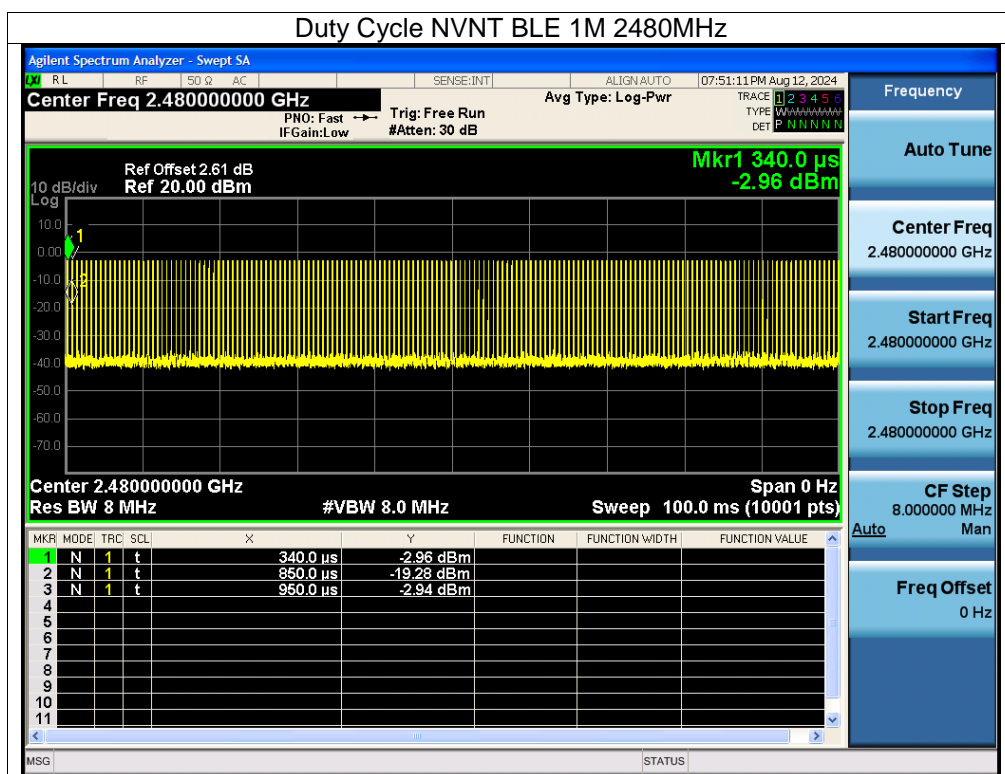 Duty Cycle NVNT BLE 1M 2480MHz
Agilent Spectrum Analyzer - Swept SA
LXI RL RF 50 Ω AC SENSE:INT ALIGN AUTO 07:51:11 PM Aug 12, 2024
Center Freq 2.480000000 GHz Avg Type: Log-Pwr TRACE 1 2 3 4 5 6
PNO: Fast Trig: Free Run TYPE WWWWWW
IFGain:Low #Atten: 30 dB DET P N N N N N
Frequency
Auto Tune
Center Freq
2.480000000 GHz
Start Freq
2.480000000 GHz
Stop Freq
2.480000000 GHz
CF Step
8.000000 MHz
Auto Man
Freq Offset
0 Hz
Mkr1 340.0 µs
-2.96 dBm
Ref Offset 2.61 dB
10 dB/div Ref 20.00 dBm
Log
10.0
0.00
-10.0
-20.0
-30.0
-40.0
-50.0
-60.0
-70.0
1
2
Center 2.480000000 GHz Span 0 Hz
Res BW 8 MHz #VBW 8.0 MHz Sweep 100.0 ms (10001 pts)
MKR MODE TRC SCL X Y FUNCTION FUNCTION WIDTH FUNCTION VALUE
1 N 1 t 340.0 µs -2.96 dBm
2 N 1 t 850.0 µs -19.28 dBm
3 N 1 t 950.0 µs -2.94 dBm
4
5
6
7
8
9
10
11
MSG STATUS